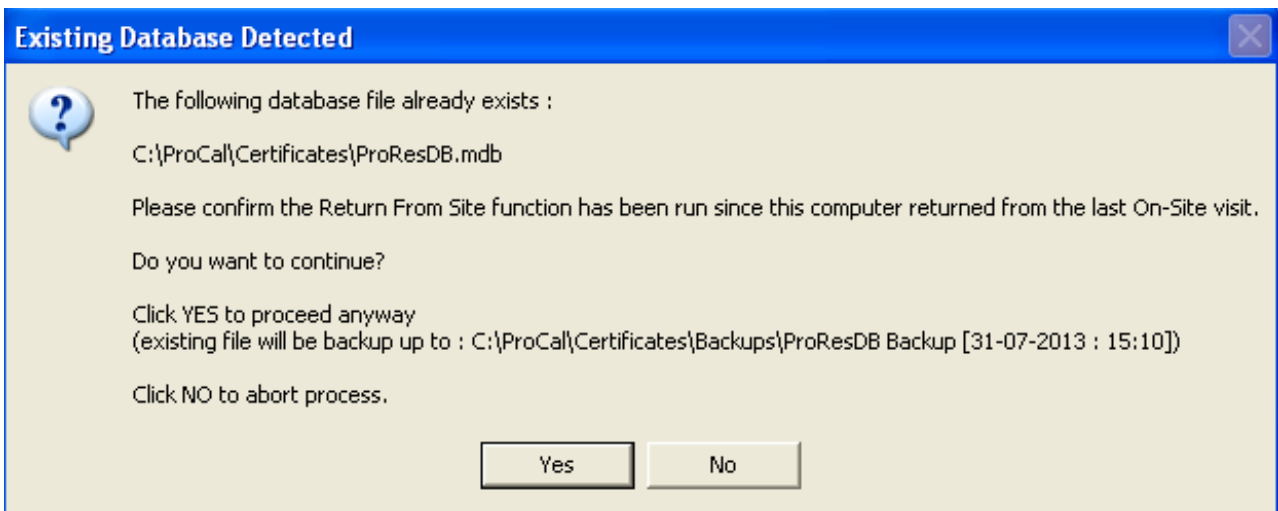 Existing Database Detected
The following database file already exists :
C:\ProCal\Certificates\ProResDB.mdb
Please confirm the Return From Site function has been run since this computer returned from the last On-Site visit.
Do you want to continue?
Click YES to proceed anyway
(existing file will be backup up to : C:\ProCal\Certificates\Backups\ProResDB Backup [31-07-2013 : 15:10])
Click NO to abort process.
Yes
No